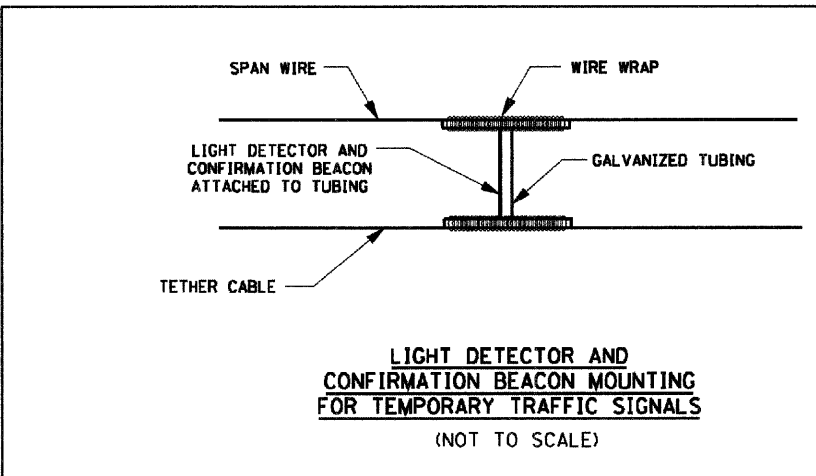 SPAN WIRE
WIRE WRAP
LIGHT DETECTOR AND
CONFIRMATION BEACON
ATTACHED TO TUBING
GALVANIZED TUBING
TETHER CABLE
LIGHT DETECTOR AND
CONFIRMATION BEACON MOUNTING
FOR TEMPORARY TRAFFIC SIGNALS
(NOT TO SCALE)